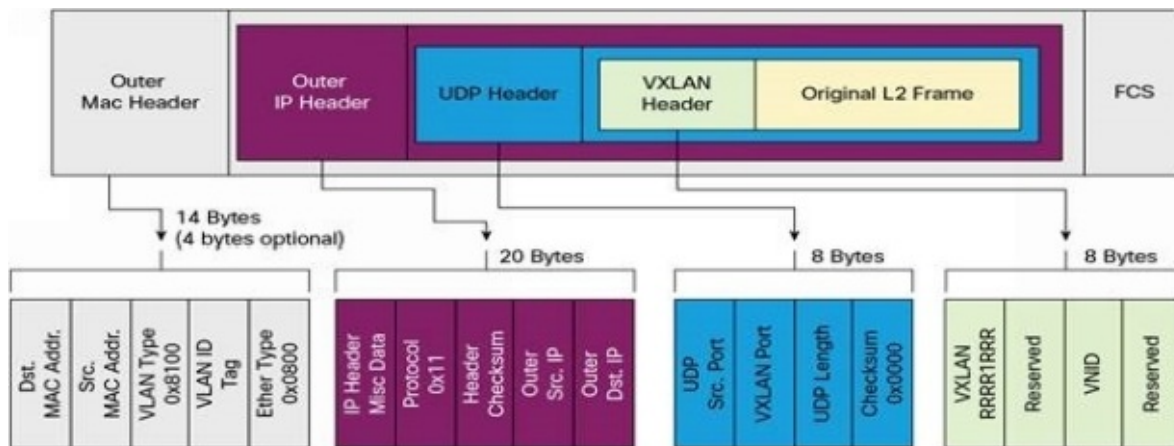 Outer
Mac Header
Outer
IP Header
UDP Header
VXLAN
Header
Original L2 Frame
FCS
14 Bytes
(4 bytes optional)
20 Bytes
8 Bytes
8 Bytes
Dst.
MAC Addr.
Src.
MAC Addr.
VLAN Type
0x8100
VLAN ID
Tag
Ether Type
0x0800
IP Header
Misc Data
Protocol
0x11
Header
Checksum
Outer
Src. IP
Outer
Dst. IP
UDP
Src. Port
VXLAN Port
UDP Length
Checksum
0x0000
VXLAN
RRRR1RRR
Reserved
VNID
Reserved